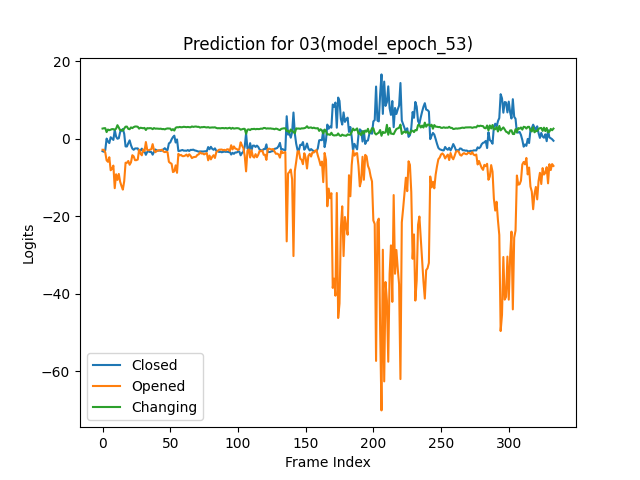 Prediction for 03(model_epoch_53)
20
0
−20
−40
−60
Logits
Closed
Opened
Changing
0 50 100 150 200 250 300
Frame Index